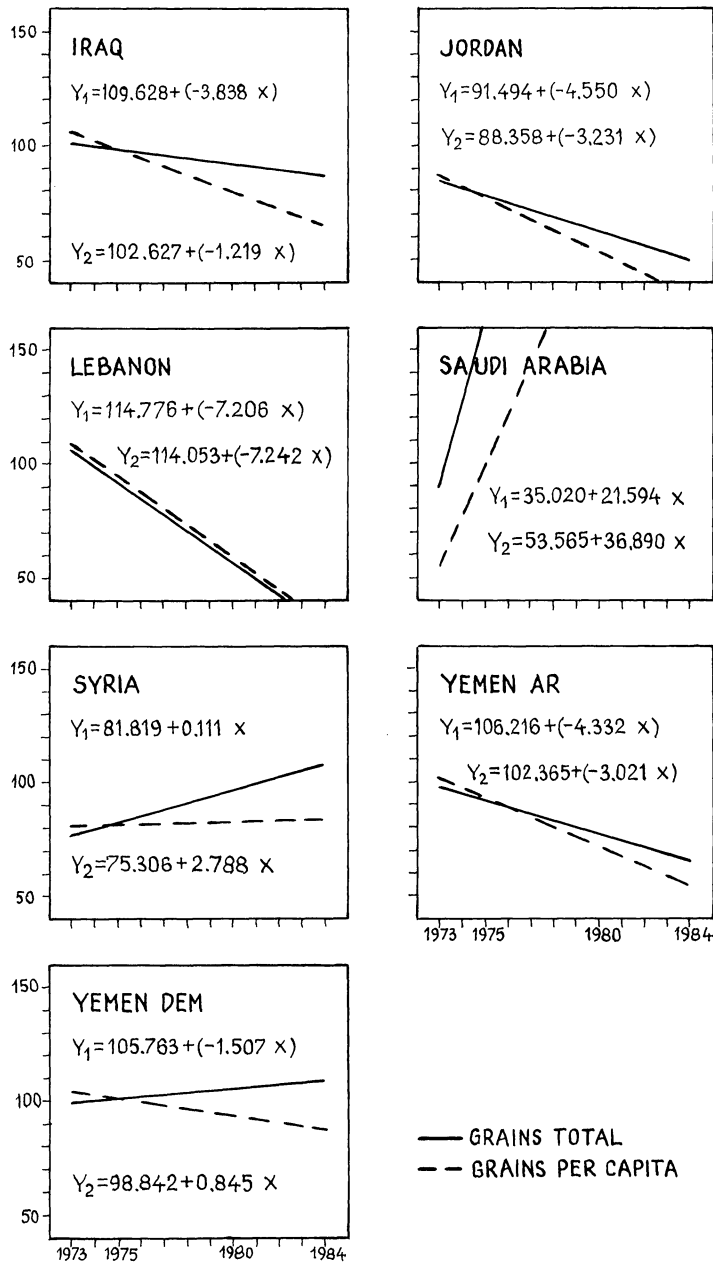 IRAQ
Y1=109.628+(-3.838 x)
Y2=102.627+(-1.219 x)
150
100
50
JORDAN
Y1=91.494+(-4.550 x)
Y2=88.358+(-3.231 x)
LEBANON
Y1=114.776+(-7.206 x)
Y2=114.053+(-7.242 x)
150
100
50
SAUDI ARABIA
Y1=35.020+21.594 x
Y2=53.565+36.890 x
SYRIA
Y1=81.819+0.111 x
Y2=75.306+2.788 x
150
100
50
YEMEN AR
Y1=106.216+(-4.332 x)
Y2=102.365+(-3.021 x)
1973 1975 1980 1984
YEMEN DEM
Y1=105.763+(-1.507 x)
Y2=98.842+0.845 x
150
100
50
1973 1975 1980 1984
GRAINS TOTAL
GRAINS PER CAPITA